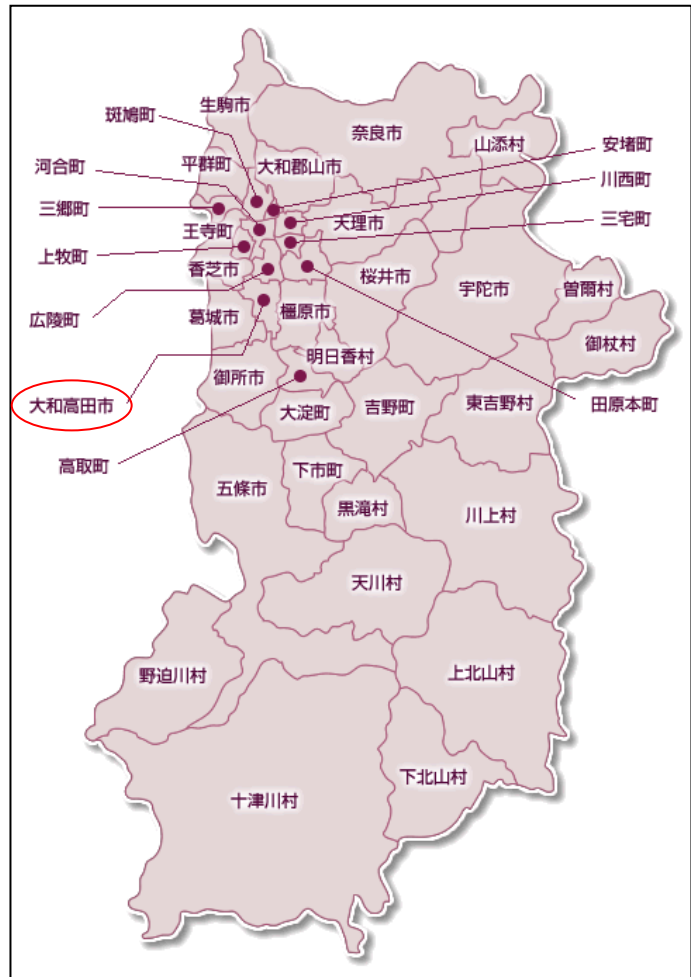 生駒市
斑鳩町
奈良市
山添村
安堵町
平群町
大和郡山市
河合町
川西町
三郷町
天理市
三宅町
王寺町
上牧町
香芝市
桜井市
宇陀市
曽爾村
広陵町
葛城市
橿原市
御杖村
明日香村
御所市
大和高田市
大淀町
吉野町
東吉野村
田原本町
高取町
下市町
五條市
黒滝村
川上村
天川村
野迫川村
上北山村
下北山村
十津川村